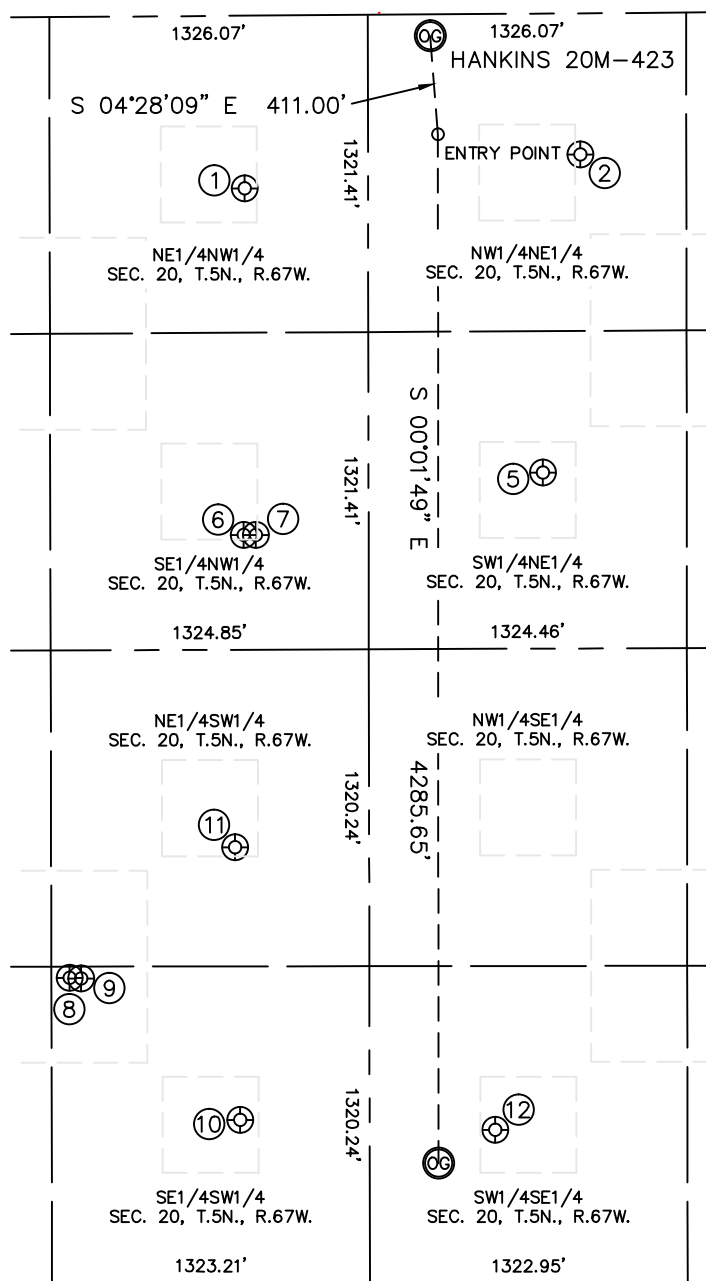 1326.07'
1326.07'
OG
HANKINS 20M-423
S 04°28'09" E 411.00'
ENTRY POINT
1321.41'
1
2
NE1/4NW1/4
SEC. 20, T.5N., R.67W.
NW1/4NE1/4
SEC. 20, T.5N., R.67W.
S 00°01'49" E
1321.41'
5
6
7
SE1/4NW1/4
SEC. 20, T.5N., R.67W.
SW1/4NE1/4
SEC. 20, T.5N., R.67W.
1324.85'
1324.46'
NE1/4SW1/4
SEC. 20, T.5N., R.67W.
NW1/4SE1/4
SEC. 20, T.5N., R.67W.
4285.65'
1320.24'
11
9
8
1320.24'
10
12
OG
SE1/4SW1/4
SEC. 20, T.5N., R.67W.
SW1/4SE1/4
SEC. 20, T.5N., R.67W.
1323.21'
1322.95'